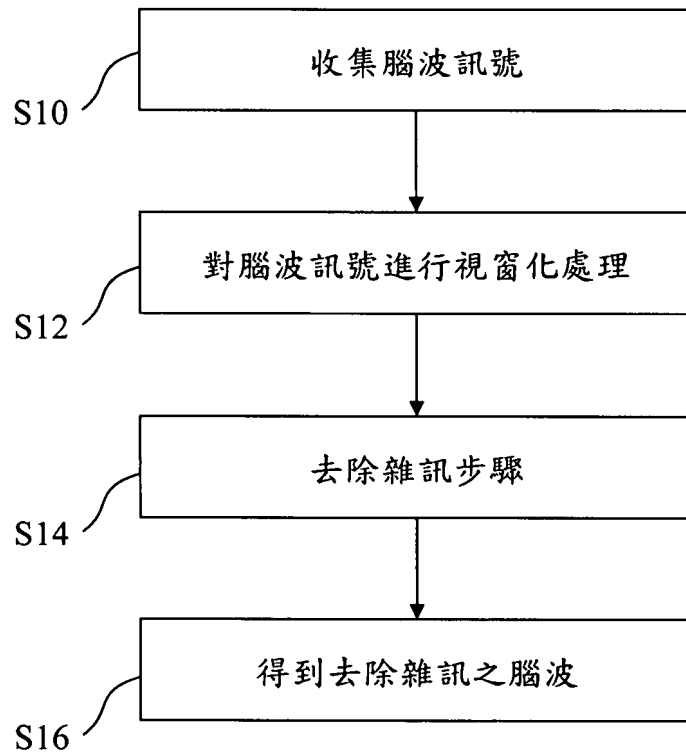 收集腦波訊號
S10
對腦波訊號進行視窗化處理
S12
去除雜訊步驟
S14
得到去除雜訊之腦波
S16